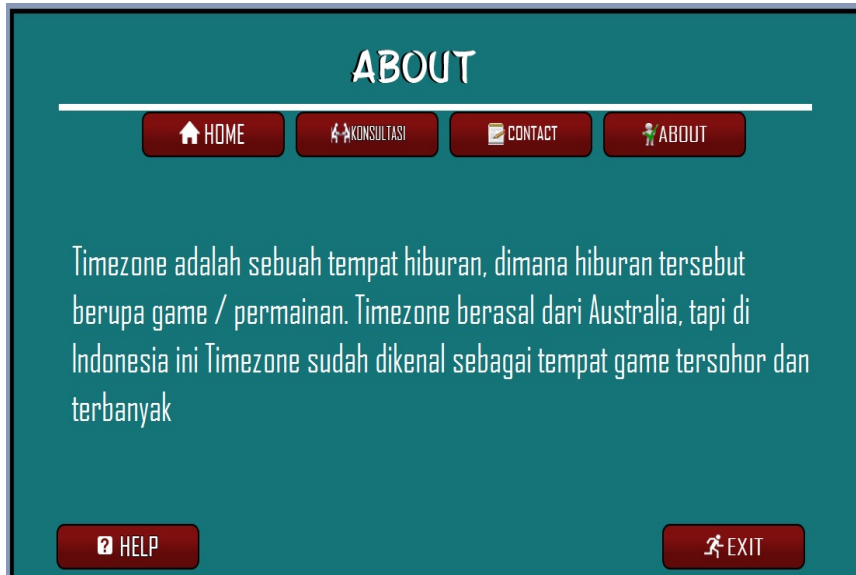 ABOUT
HOME KONSULTASI CONTACT ABOUT
Timezone adalah sebuah tempat hiburan, dimana hiburan tersebut
berupa game / permainan. Timezone berasal dari Australia, tapi di
Indonesia ini Timezone sudah dikenal sebagai tempat game tersohor dan
terbanyak
? HELP EXIT